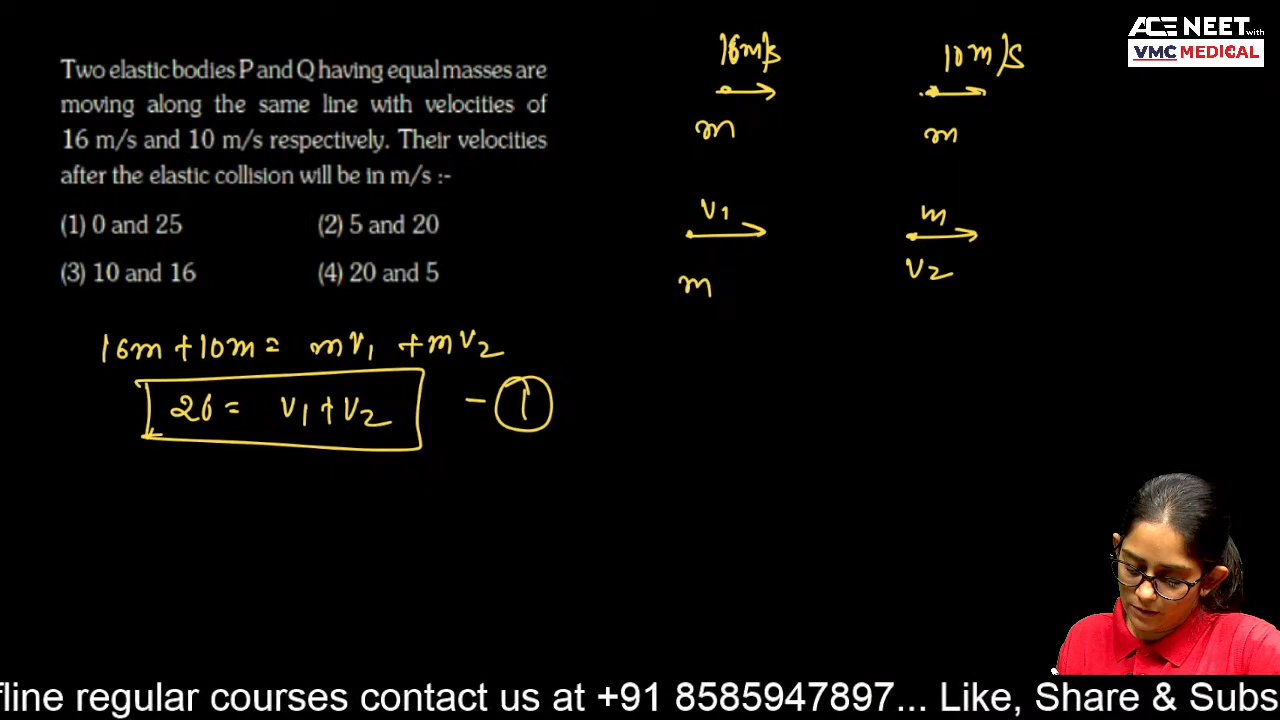 ACE NEET with
VMC MEDICAL
Two elastic bodies P and Q having equal masses are
moving along the same line with velocities of
16 m/s and 10 m/s respectively. Their velocities
after the elastic collision will be in m/s :-
(1) 0 and 25 (2) 5 and 20
(3) 10 and 16 (4) 20 and 5
16m/s 10m/s
m m
v1 m
m v2
16m + 10m = mv1 + mv2
26 = v1 + v2 - 1
fline regular courses contact us at +91 8585947897... Like, Share & Subs